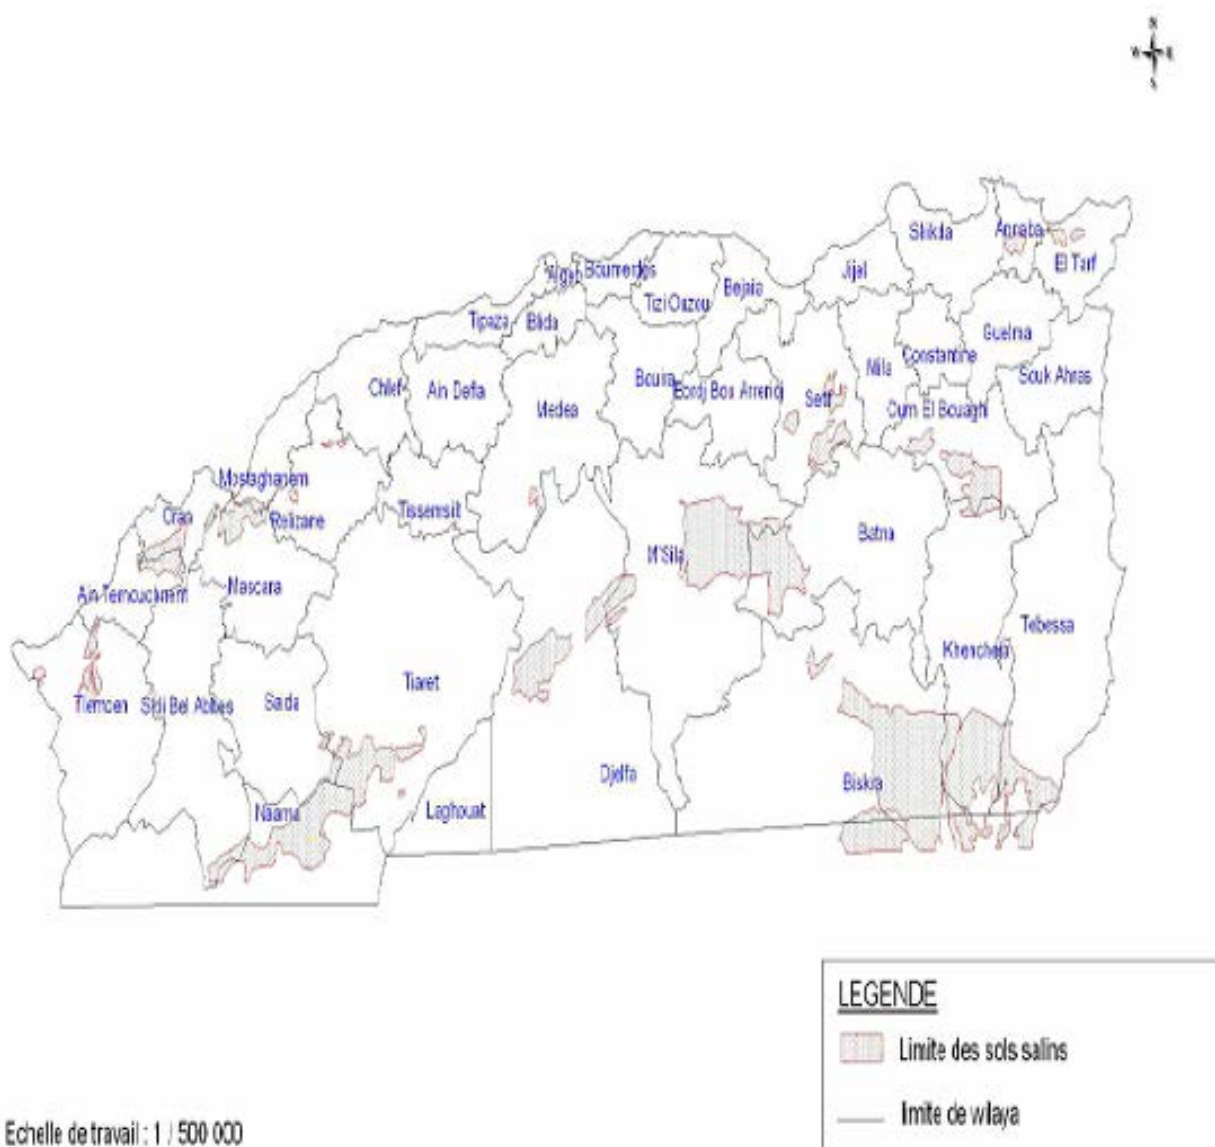 N
W E
S
Skikda
Annaba
El Tarf
Jijel
Alger
Boumerdes
Bejaia
Tizi Ouzou
Tipaza
Blida
Guelma
Constantine
Mila
Souk Ahras
Chlef
Ain Defla
Bouira
Bordj Bou Arreridj
Setif
Medea
Oum El Bouaghi
Mostaghanem
Oran
Relizane
Tissemsilt
Batna
M'Sila
Ain Temouchent
Mascara
Tebessa
Khenchela
Tlemcen
Sidi Bel Abbes
Saida
Tiaret
Djelfa
Biskra
Naama
Laghouat
LEGENDE
Limite des sols salins
limite de wilaya
Echelle de travail : 1 / 500 000